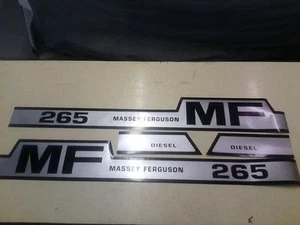 265 MASSEY FERGUSON MF
DIESEL DIESEL
MF MASSEY FERGUSON 265